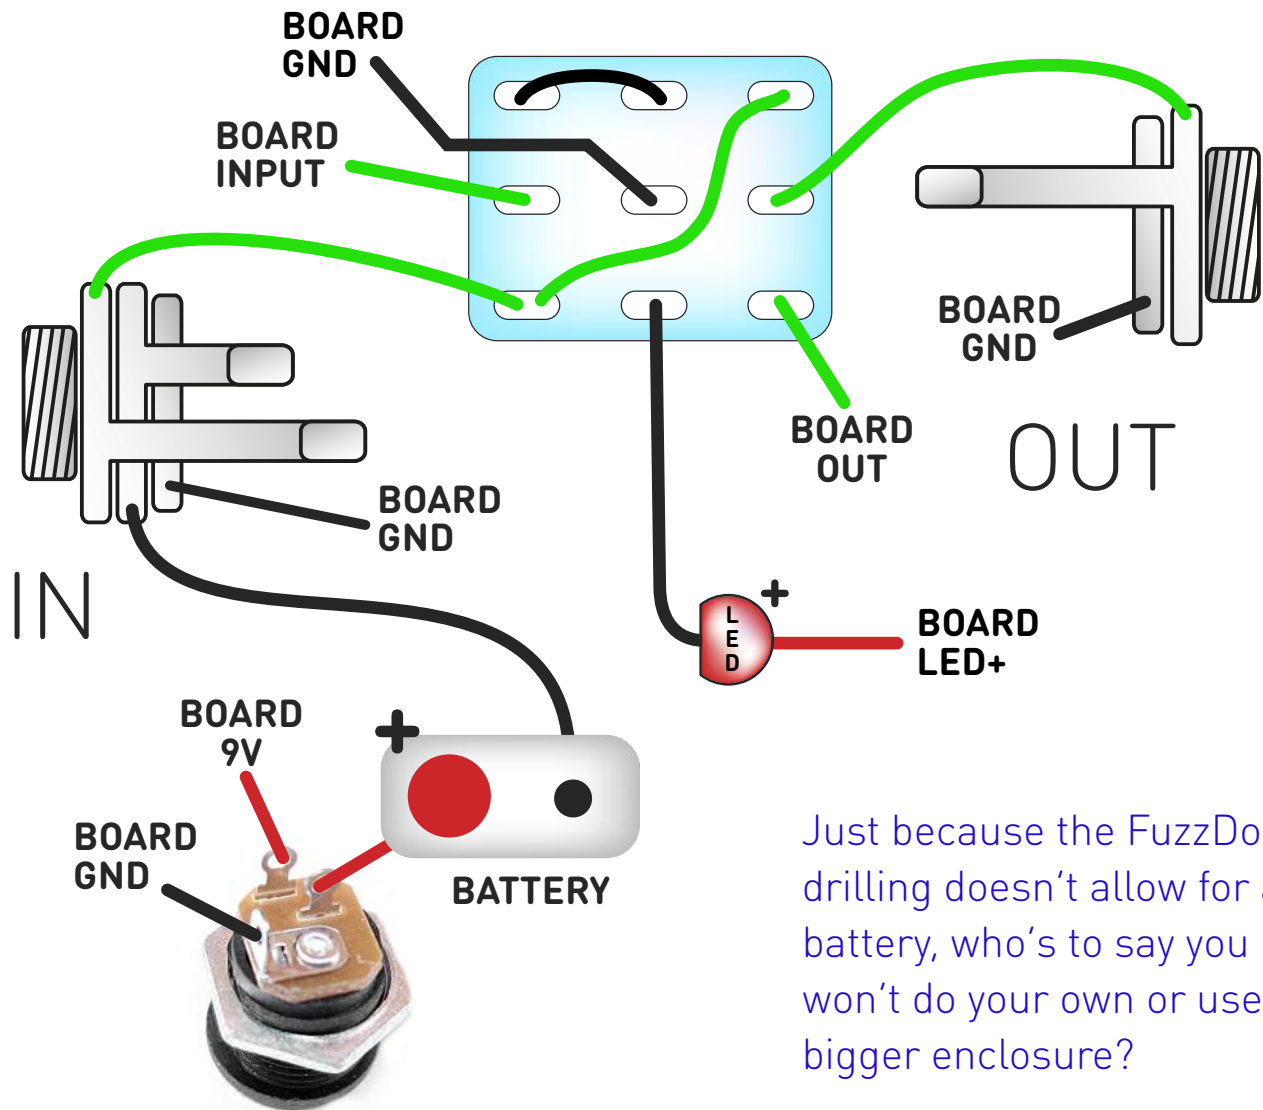 BOARD
GND
BOARD
INPUT
BOARD
GND
BOARD
OUT
OUT
BOARD
GND
IN
+
L
E
D
BOARD
LED+
BOARD
9V
+
BOARD
GND
BATTERY
Just because the FuzzDo
drilling doesn't allow for
battery, who's to say you
won't do your own or use
bigger enclosure?